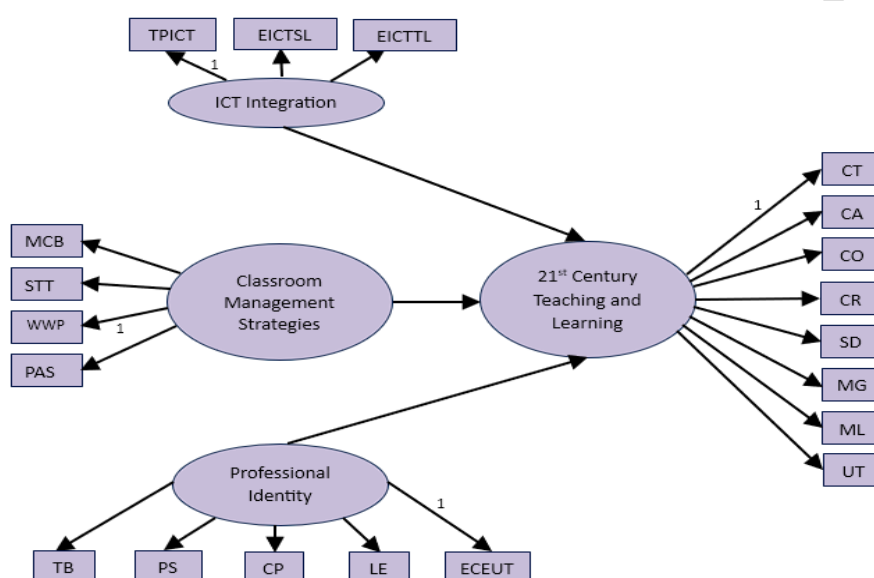 TPICT
EICTSL
EICTTL
1
ICT Integration
MCB
STT
WWP
1
PAS
Classroom
Management
Strategies
21st Century
Teaching and
Learning
1
CT
CA
CO
CR
SD
MG
ML
UT
Professional
Identity
1
TB
PS
CP
LE
ECEUT